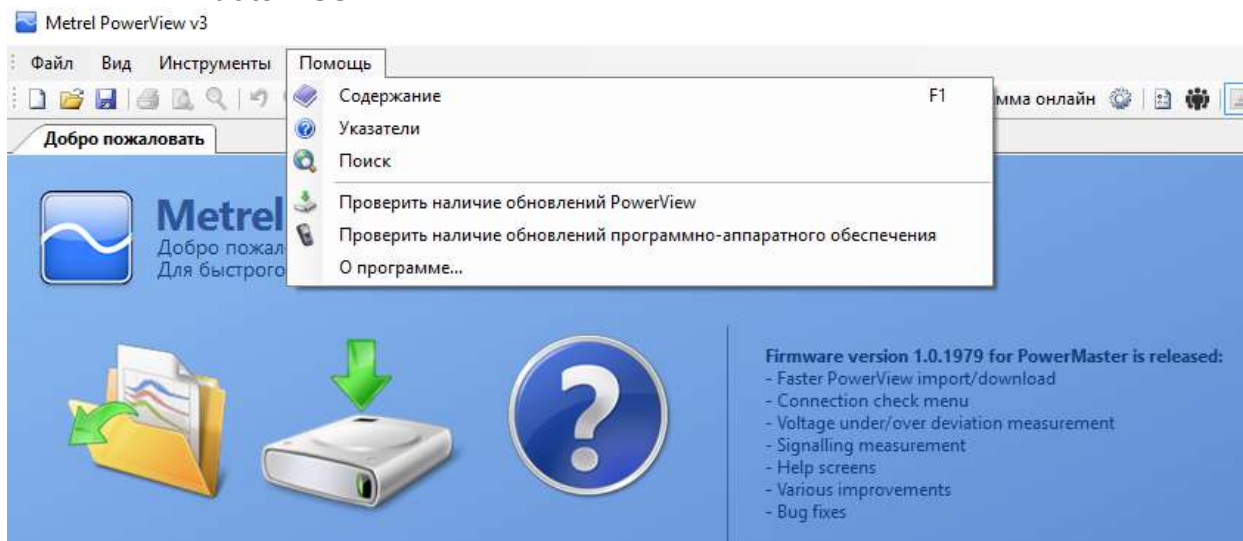 Metrel PowerView v3
Файл Вид Инструменты Помощь
Содержание F1
мма онлайн
Указатели
Добро пожаловать
Поиск
Проверить наличие обновлений PowerView
Metrel
Проверить наличие обновлений программно-аппаратного обеспечения
Добро пожал
О программе...
Для быстрого
Firmware version 1.0.1979 for PowerMaster is released:
- Faster PowerView import/download
- Connection check menu
- Voltage under/over deviation measurement
- Signalling measurement
- Help screens
- Various improvements
- Bug fixes